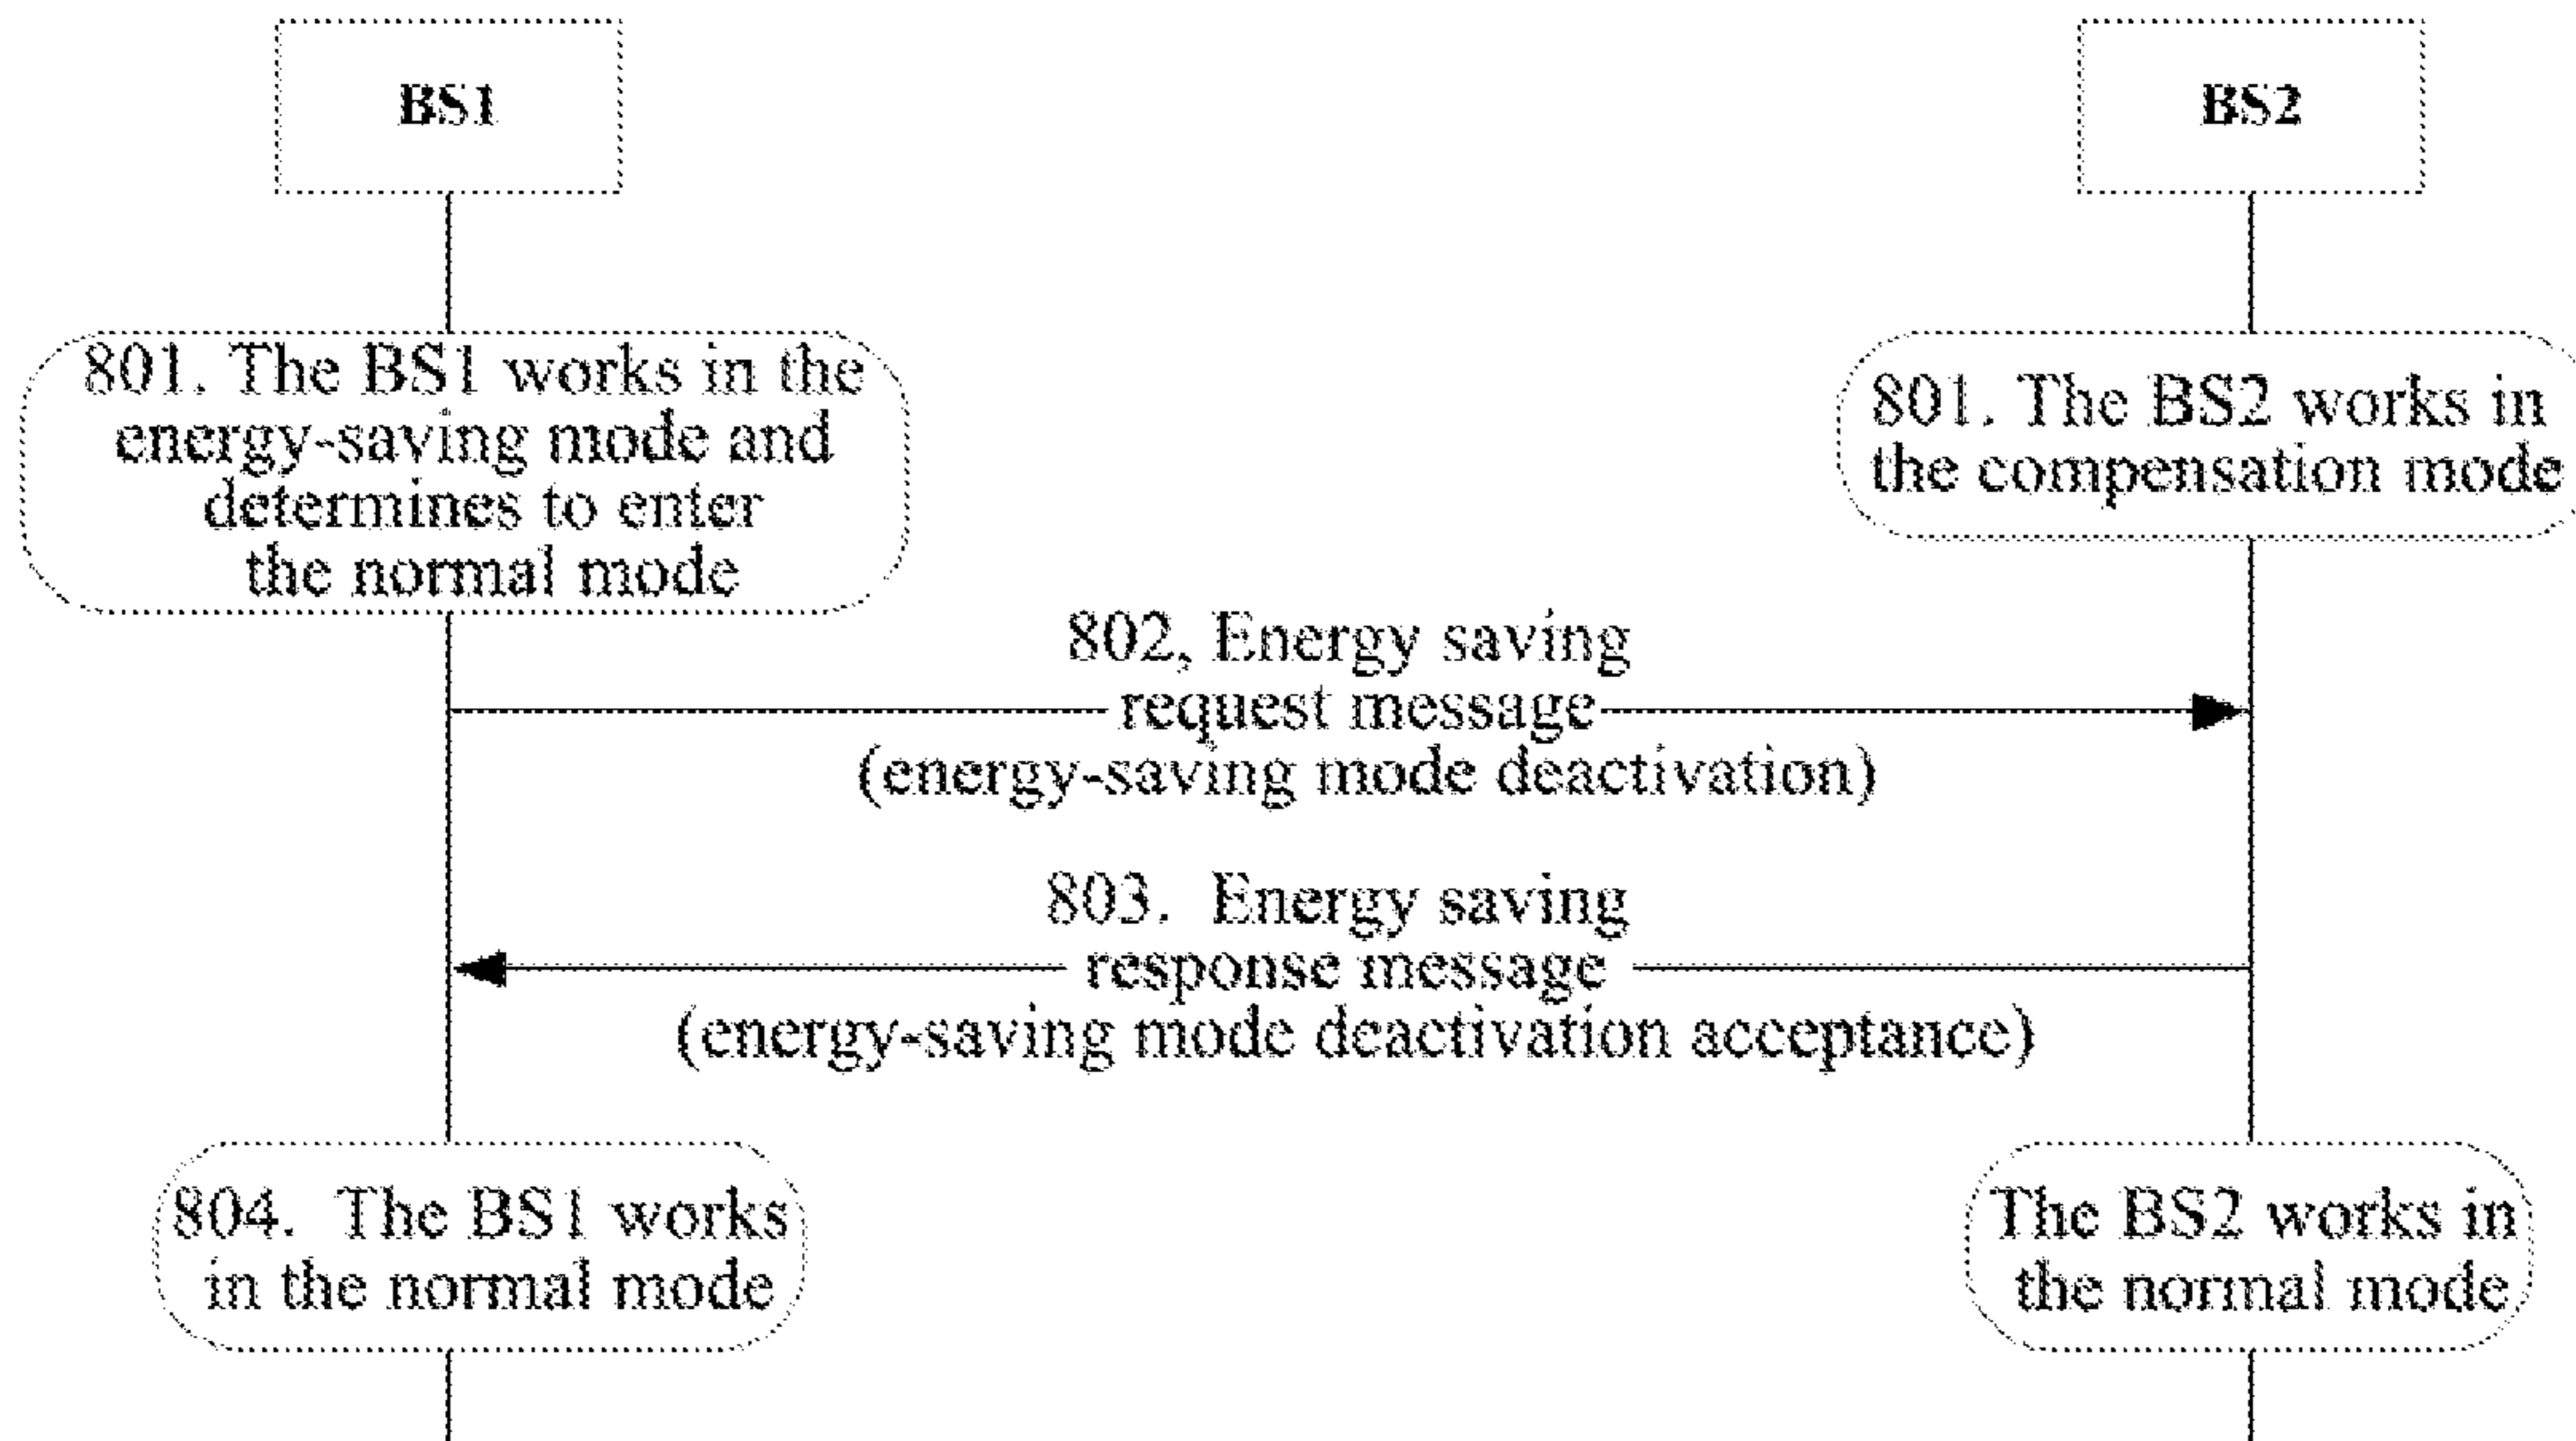 BS1
BS2
801. The BS1 works in the
energy-saving mode and
determines to enter
the normal mode
801. The BS2 works in
the compensation mode
802, Energy saving
request message
(energy-saving mode deactivation)
803. Energy saving
response message
(energy-saving mode deactivation acceptance)
804. The BS1 works
in the normal mode
The BS2 works in
the normal mode